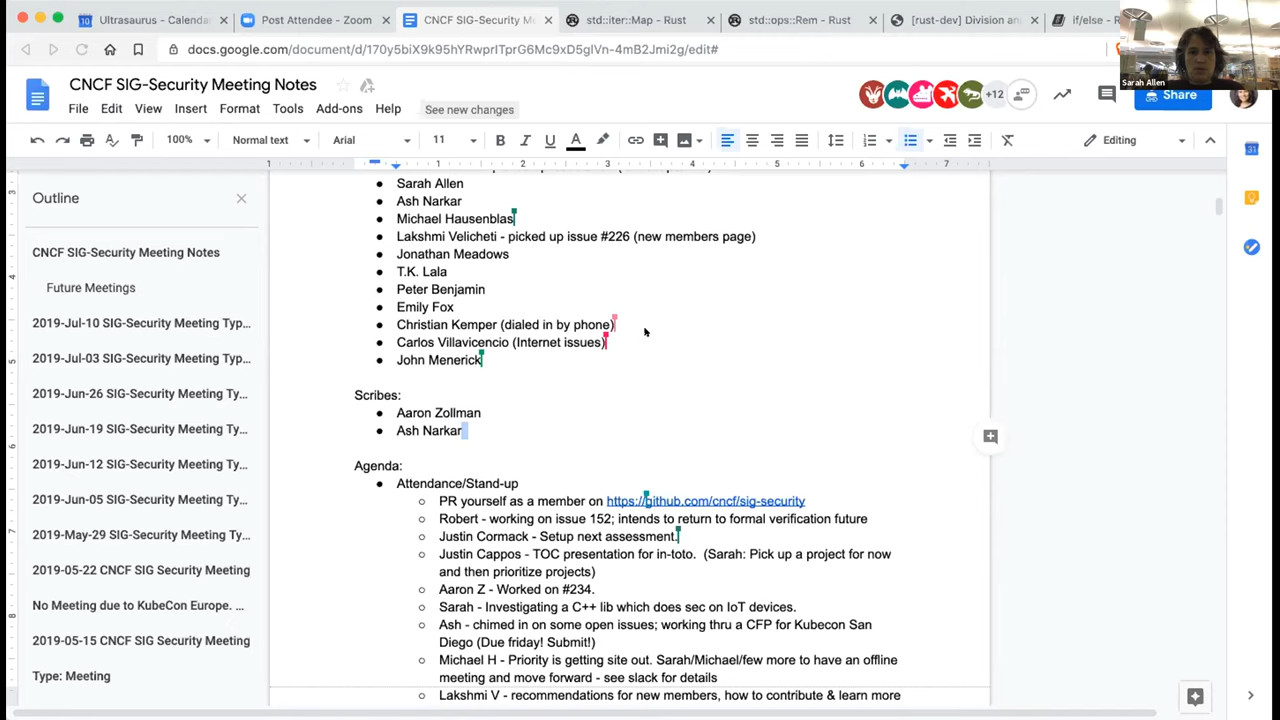 Ultrasaurus - Calenda
Post Attendee - Zoom
CNCF SIG-Security Me
std::iter::Map - Rust
std::ops::Rem - Rust
[rust-dev] Division an
if/else - R
docs.google.com/document/d/170y5biX9k95hYRwprITprG6Mc9xD5glVn-4mB2Jmi2g/edit#
Sarah Allen
CNCF SIG-Security Meeting Notes
+12
Share
File Edit View Insert Format Tools Add-ons Help
See new changes
100% Normal text Arial 11 B I U A Editing
1 1 2 3 4 5 6 7
Outline
CNCF SIG-Security Meeting Notes
Future Meetings
2019-Jul-10 SIG-Security Meeting Typ...
2019-Jul-03 SIG-Security Meeting Typ...
2019-Jun-26 SIG-Security Meeting Ty...
2019-Jun-19 SIG-Security Meeting Ty...
2019-Jun-12 SIG-Security Meeting Ty...
2019-Jun-05 SIG-Security Meeting Ty...
2019-May-29 SIG-Security Meeting Ty...
2019-05-22 CNCF SIG Security Meeting
No Meeting due to KubeCon Europe. ...
2019-05-15 CNCF SIG Security Meeting
Type: Meeting
● Sarah Allen
● Ash Narkar
● Michael Hausenblas
● Lakshmi Velicheti - picked up issue #226 (new members page)
● Jonathan Meadows
● T.K. Lala
● Peter Benjamin
● Emily Fox
● Christian Kemper (dialed in by phone)
● Carlos Villavicencio (Internet issues)
● John Menerick
Scribes:
● Aaron Zollman
● Ash Narkar
Agenda:
● Attendance/Stand-up
○ PR yourself as a member on https://github.com/cncf/sig-security
○ Robert - working on issue 152; intends to return to formal verification future
○ Justin Cormack - Setup next assessment.
○ Justin Cappos - TOC presentation for in-toto. (Sarah: Pick up a project for now
and then prioritize projects)
○ Aaron Z - Worked on #234.
○ Sarah - Investigating a C++ lib which does sec on IoT devices.
○ Ash - chimed in on some open issues; working thru a CFP for Kubecon San
Diego (Due friday! Submit!)
○ Michael H - Priority is getting site out. Sarah/Michael/few more to have an offline
meeting and move forward - see slack for details
○ Lakshmi V - recommendations for new members, how to contribute & learn more